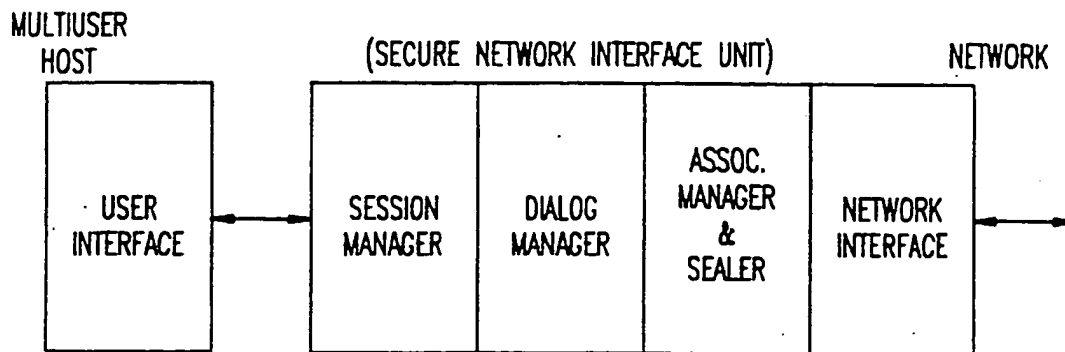 MULTIUSER
HOST
(SECURE NETWORK INTERFACE UNIT)
NETWORK
USER
INTERFACE
SESSION
MANAGER
DIALOG
MANAGER
ASSOC.
MANAGER
&
SEALER
NETWORK
INTERFACE